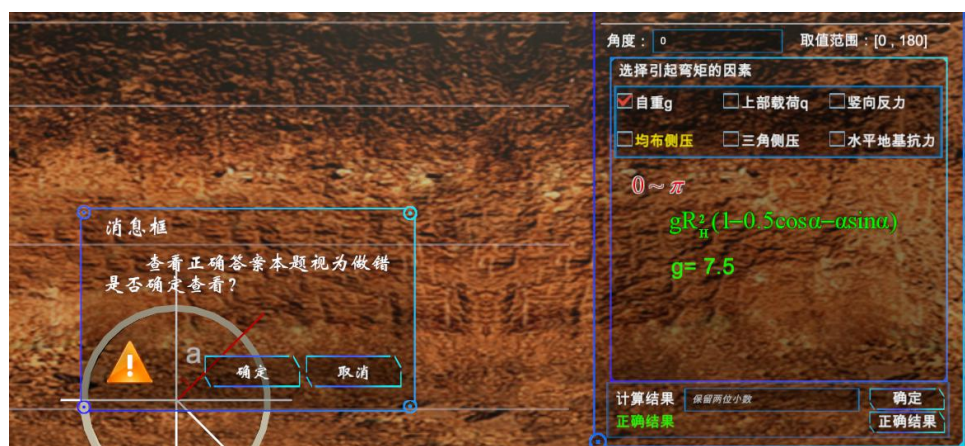 角度： 0 取值范围：[0 , 180]
选择引起弯矩的因素
自重g 上部载荷q 竖向反力
均布侧压 三角侧压 水平地基抗力
0～π
gR²_H(1–0.5cosα–αsinα)
g= 7.5
消息框
查看正确答案本题视为做错
是否确定查看？
a
确定 取消
计算结果 保留两位小数 确定
正确结果 正确结果